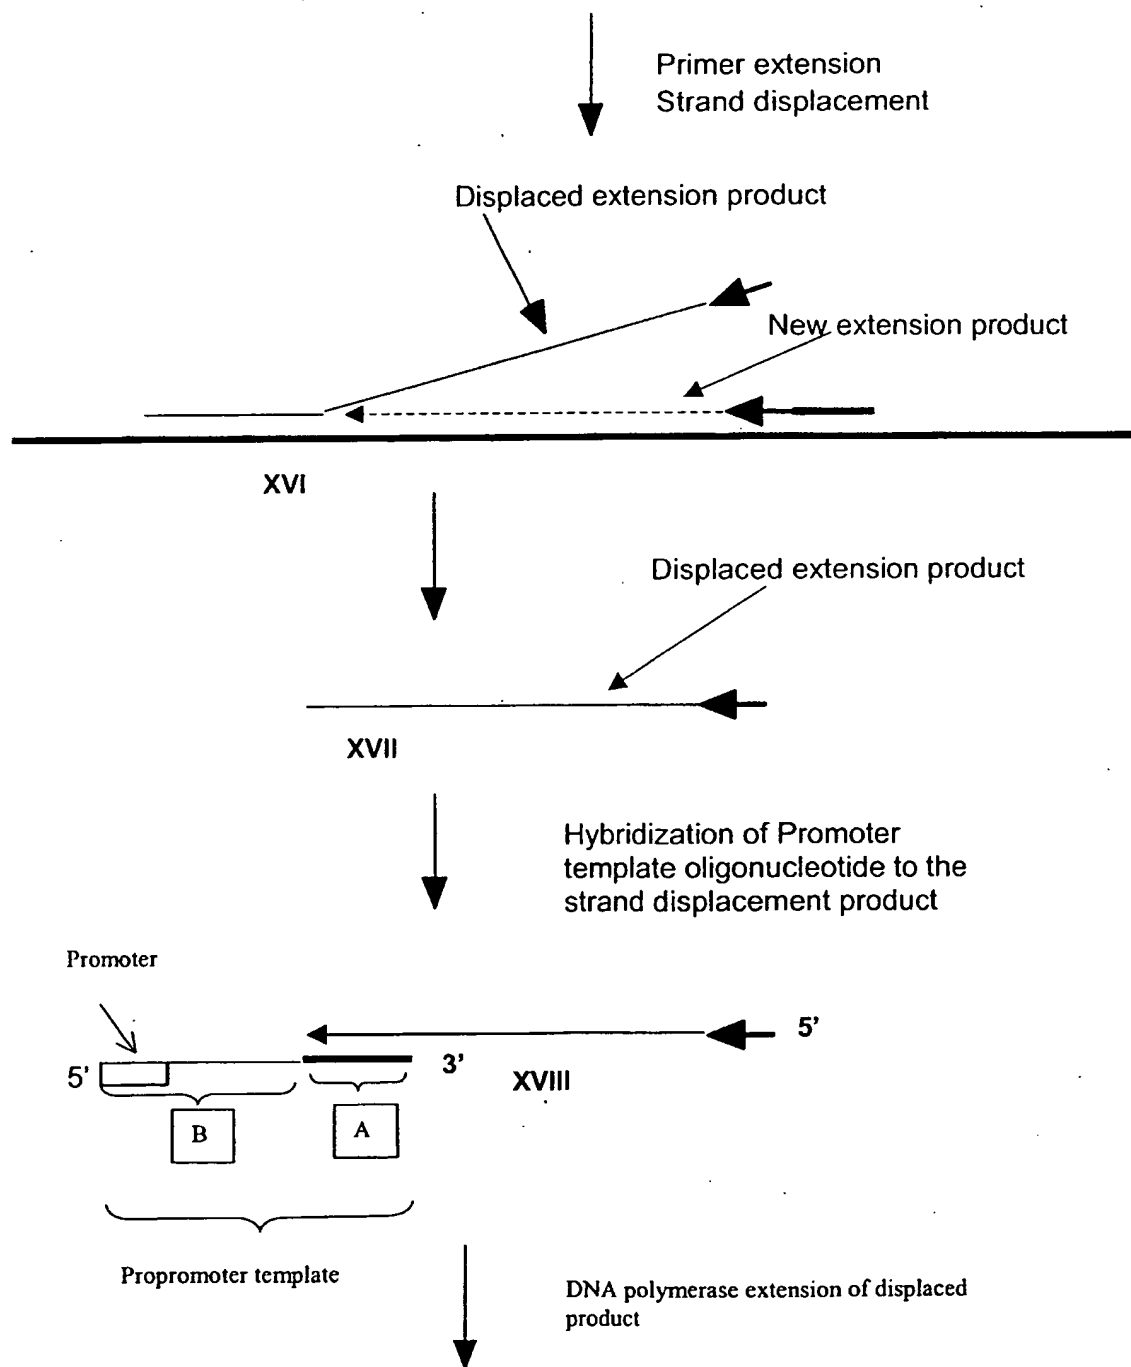 Primer extension
Strand displacement
Displaced extension product
New extension product
XVI
Displaced extension product
XVII
Hybridization of Promoter
template oligonucleotide to the
strand displacement product
Promoter
5'
5'
3'
XVIII
B
A
Propromoter template
DNA polymerase extension of displaced
product